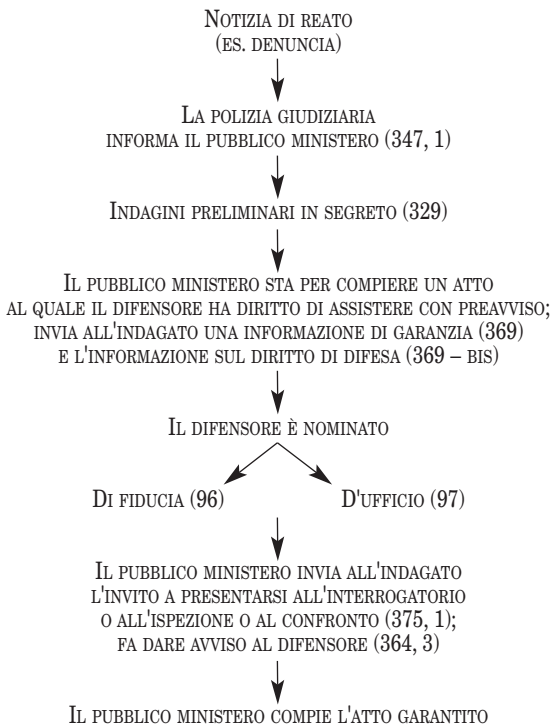 NOTIZIA DI REATO
(ES. DENUNCIA)
LA POLIZIA GIUDIZIARIA
INFORMA IL PUBBLICO MINISTERO (347, 1)
INDAGINI PRELIMINARI IN SEGRETO (329)
IL PUBBLICO MINISTERO STA PER COMPIERE UN ATTO
AL QUALE IL DIFENSORE HA DIRITTO DI ASSISTERE CON PREAVVISO;
INVIA ALL'INDAGATO UNA INFORMAZIONE DI GARANZIA (369)
E L'INFORMAZIONE SUL DIRITTO DI DIFESA (369 – BIS)
IL DIFENSORE È NOMINATO
DI FIDUCIA (96) D'UFFICIO (97)
IL PUBBLICO MINISTERO INVIA ALL'INDAGATO
L'INVITO A PRESENTARSI ALL'INTERROGATORIO
O ALL'ISPEZIONE O AL CONFRONTO (375, 1);
FA DARE AVVISO AL DIFENSORE (364, 3)
IL PUBBLICO MINISTERO COMPIE L'ATTO GARANTITO